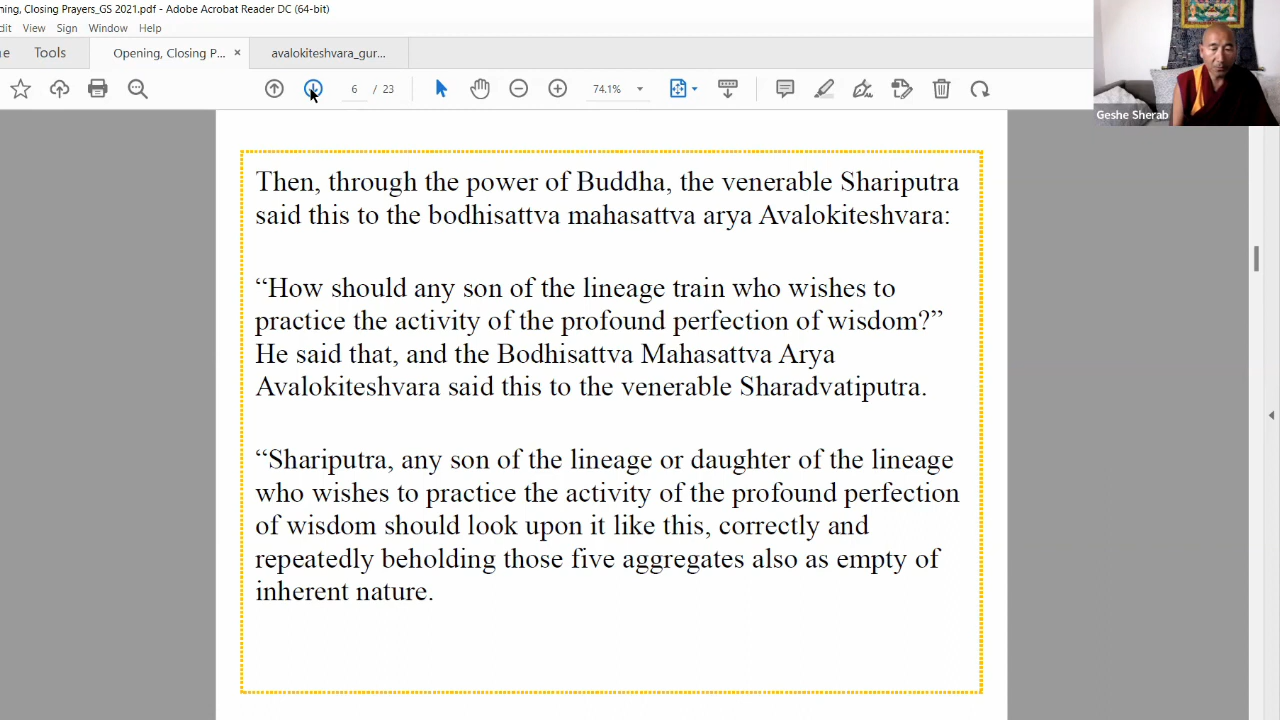 ning, Closing Prayers_GS 2021.pdf - Adobe Acrobat Reader DC (64-bit)
dit View Sign Window Help
e Tools Opening, Closing P... × avalokiteshvara_gur...
6 / 23 74.1%
Geshe Sherab
Then, through the power of Buddha, the venerable Shariputra
said this to the bodhisattva mahasattva arya Avalokiteshvara:
“How should any son of the lineage train who wishes to
practice the activity of the profound perfection of wisdom?”
He said that, and the Bodhisattva Mahasattva Arya
Avalokiteshvara said this to the venerable Sharadvatiputra.
“Shariputra, any son of the lineage or daughter of the lineage
who wishes to practice the activity of the profound perfection
of wisdom should look upon it like this, correctly and
repeatedly beholding those five aggregates also as empty of
inherent nature.